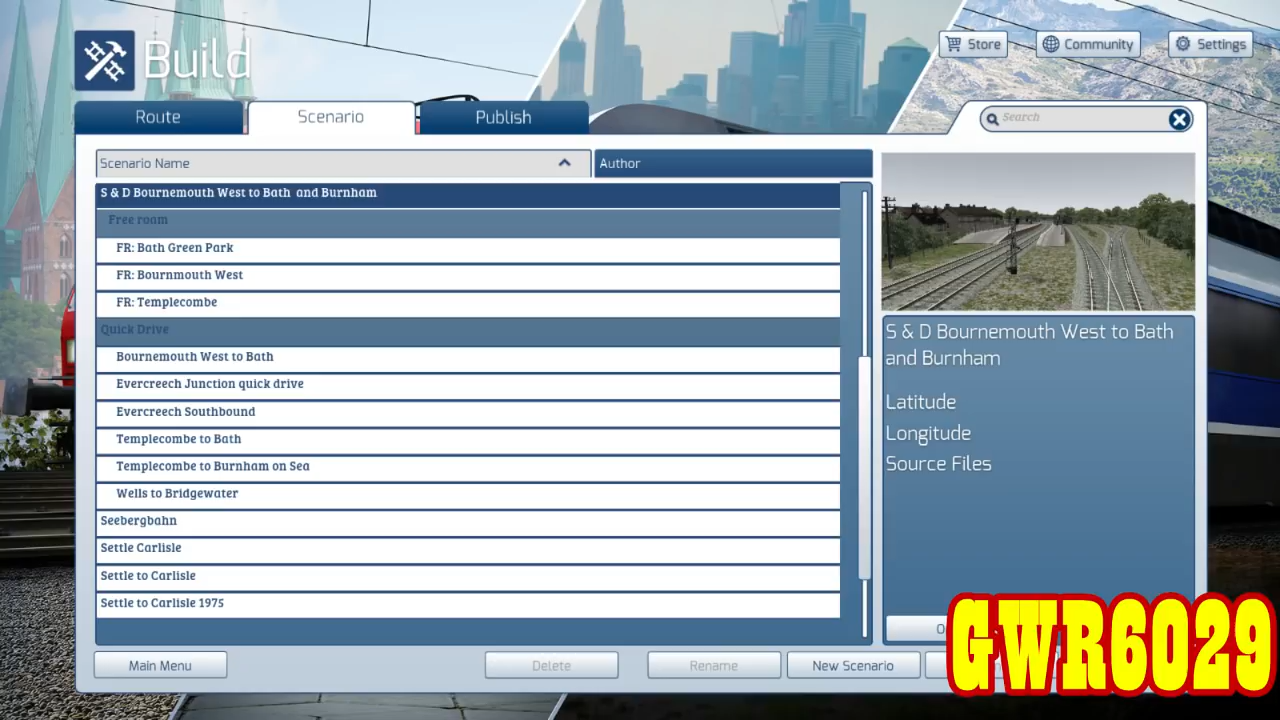 Build
Store
Community
Settings
Route
Scenario
Publish
Search
Scenario Name
Author
S & D Bournemouth West to Bath and Burnham
Free roam
FR: Bath Green Park
FR: Bournmouth West
FR: Templecombe
Quick Drive
Bournemouth West to Bath
Evercreech Junction quick drive
Evercreech Southbound
Templecombe to Bath
Templecombe to Burnham on Sea
Wells to Bridgewater
Seebergbahn
Settle Carlisle
Settle to Carlisle
Settle to Carlisle 1975
S & D Bournemouth West to Bath
and Burnham
Latitude
Longitude
Source Files
Main Menu
Delete
Rename
New Scenario
GWR6029